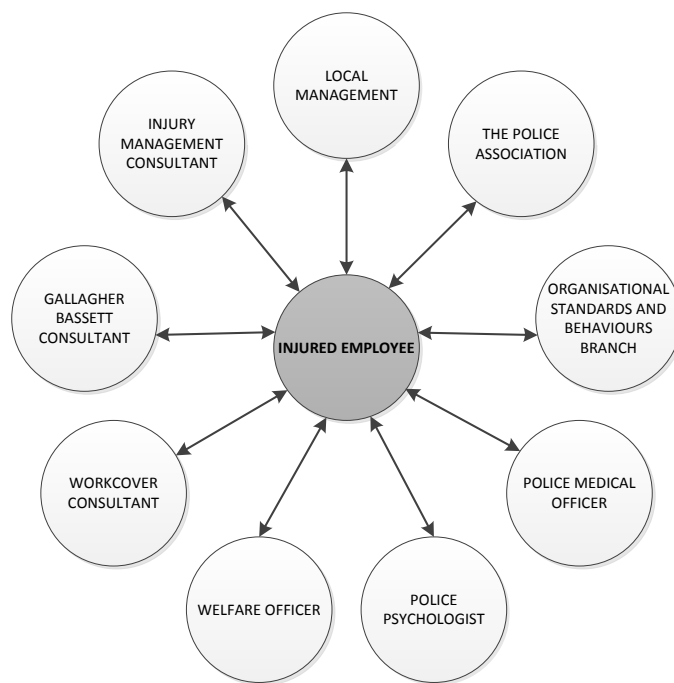 LOCAL
MANAGEMENT
THE POLICE
ASSOCIATION
ORGANISATIONAL
STANDARDS AND
BEHAVIOURS
BRANCH
POLICE MEDICAL
OFFICER
POLICE
PSYCHOLOGIST
WELFARE OFFICER
WORKCOVER
CONSULTANT
GALLAGHER
BASSETT
CONSULTANT
INJURY
MANAGEMENT
CONSULTANT
INJURED EMPLOYEE